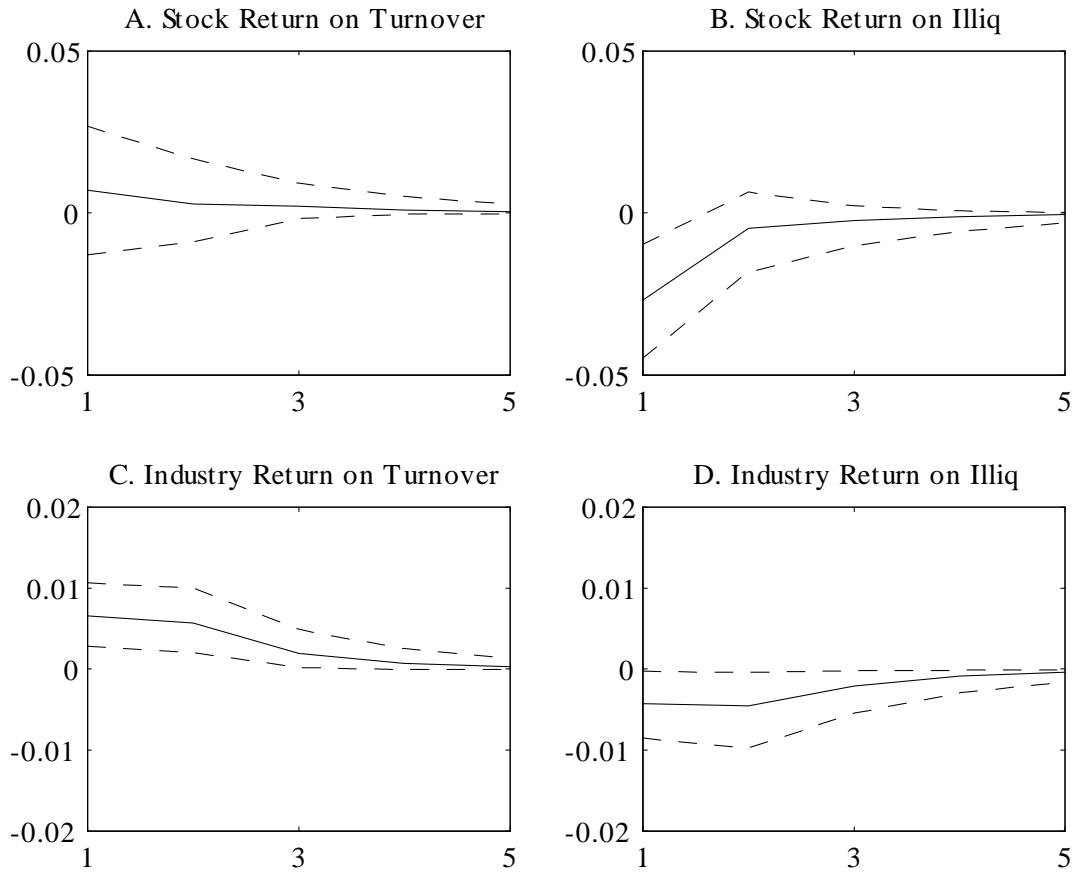 A. Stock Return on Turnover
0.05
0
-0.05
1 3 5
B. Stock Return on Illiq
0.05
0
-0.05
1 3 5
C. Industry Return on Turnover
0.02
0.01
0
-0.01
-0.02
1 3 5
D. Industry Return on Illiq
0.02
0.01
0
-0.01
-0.02
1 3 5